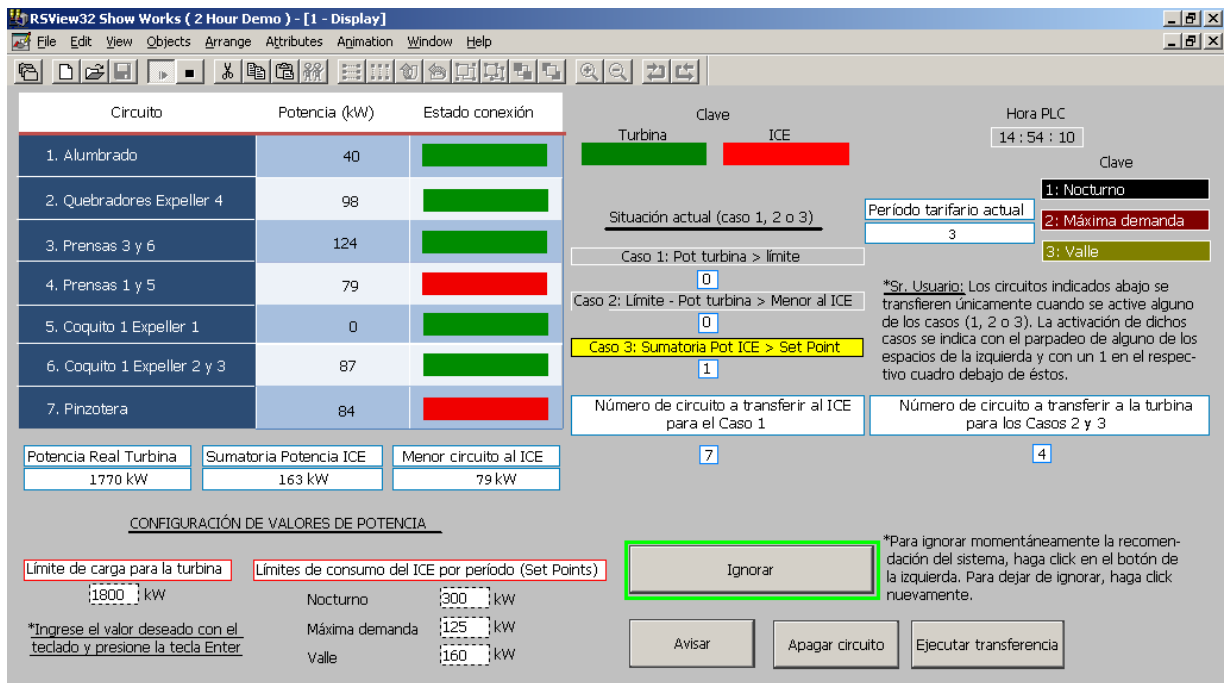 RSView32 Show Works ( 2 Hour Demo ) - [1 - Display]
File Edit View Objects Arrange Attributes Animation Window Help
Circuito Potencia (kW) Estado conexión
1. Alumbrado 40
2. Quebradores Expeller 4 98
3. Prensas 3 y 6 124
4. Prensas 1 y 5 79
5. Coquito 1 Expeller 1 0
6. Coquito 1 Expeller 2 y 3 87
7. Pinzotera 84
Potencia Real Turbina Sumatoria Potencia ICE Menor circuito al ICE
1770 kW 163 kW 79 kW
Clave
Turbina ICE
Situación actual (caso 1, 2 o 3)
Caso 1: Pot turbina > límite
0
Caso 2: Límite - Pot turbina > Menor al ICE
0
Caso 3: Sumatoria Pot ICE > Set Point
1
Número de circuito a transferir al ICE
para el Caso 1
7
Hora PLC
14 : 54 : 10
Clave
1: Nocturno
2: Máxima demanda
3: Valle
Período tarifario actual
3
*Sr. Usuario: Los circuitos indicados abajo se
transfieren únicamente cuando se active alguno
de los casos (1, 2 o 3). La activación de dichos
casos se indica con el parpadeo de alguno de los
espacios de la izquierda y con un 1 en el respec-
tivo cuadro debajo de éstos.
Número de circuito a transferir a la turbina
para los Casos 2 y 3
4
CONFIGURACIÓN DE VALORES DE POTENCIA
Límite de carga para la turbina
1800 kW
*Ingrese el valor deseado con el
teclado y presione la tecla Enter
Límites de consumo del ICE por período (Set Points)
Nocturno 300 kW
Máxima demanda 125 kW
Valle 160 kW
Ignorar
*Para ignorar momentáneamente la recomen-
dación del sistema, haga click en el botón de
la izquierda. Para dejar de ignorar, haga click
nuevamente.
Avisar Apagar circuito Ejecutar transferencia